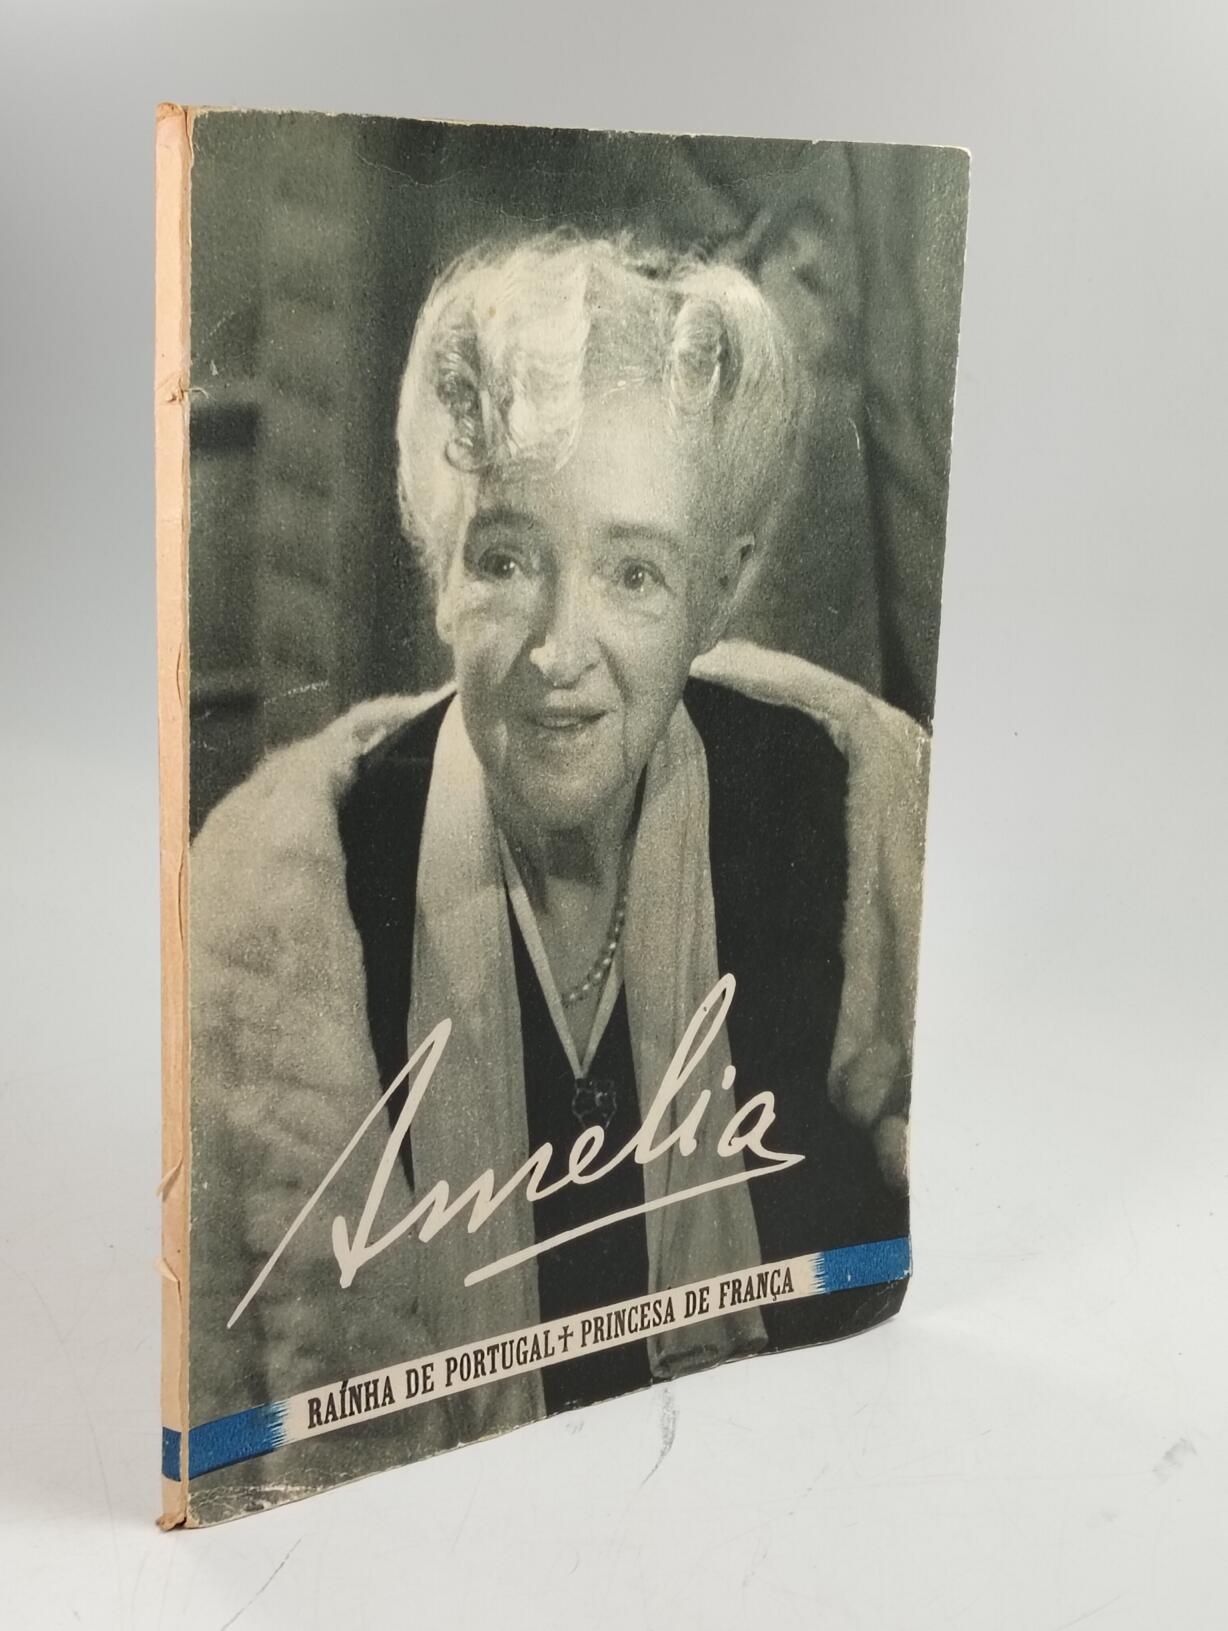 Amelia
RAÍNHA DE PORTUGAL ✝ PRINCESA DE FRANÇA